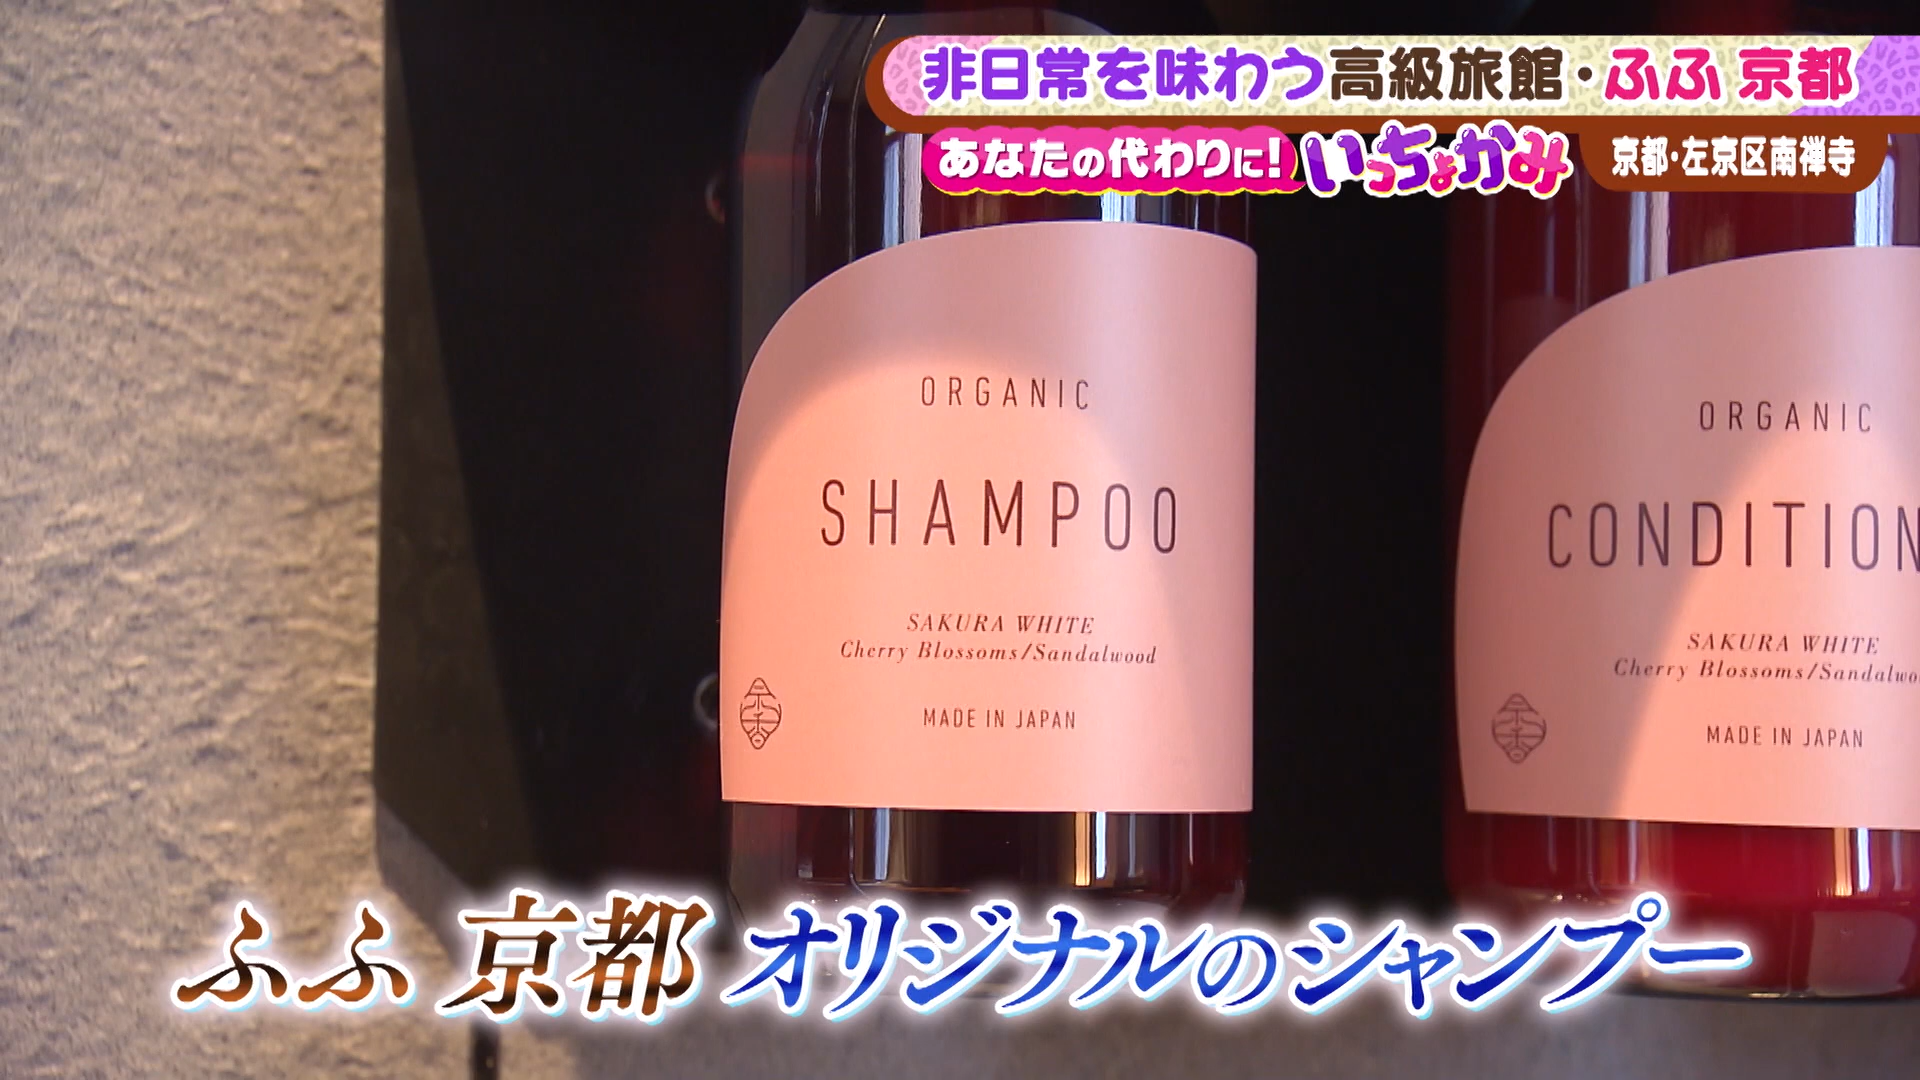 非日常を味わう高級旅館・ふふ 京都
あなたの代わりに!いっちょかみ
京都・左京区南禅寺
ORGANIC
SHAMPOO
SAKURA WHITE
Cherry Blossoms/Sandalwood
MADE IN JAPAN
ORGANIC
CONDITION
SAKURA WHITE
Cherry Blossoms/Sandalwo
MADE IN JAPAN
ふふ 京都 オリジナルのシャンプー